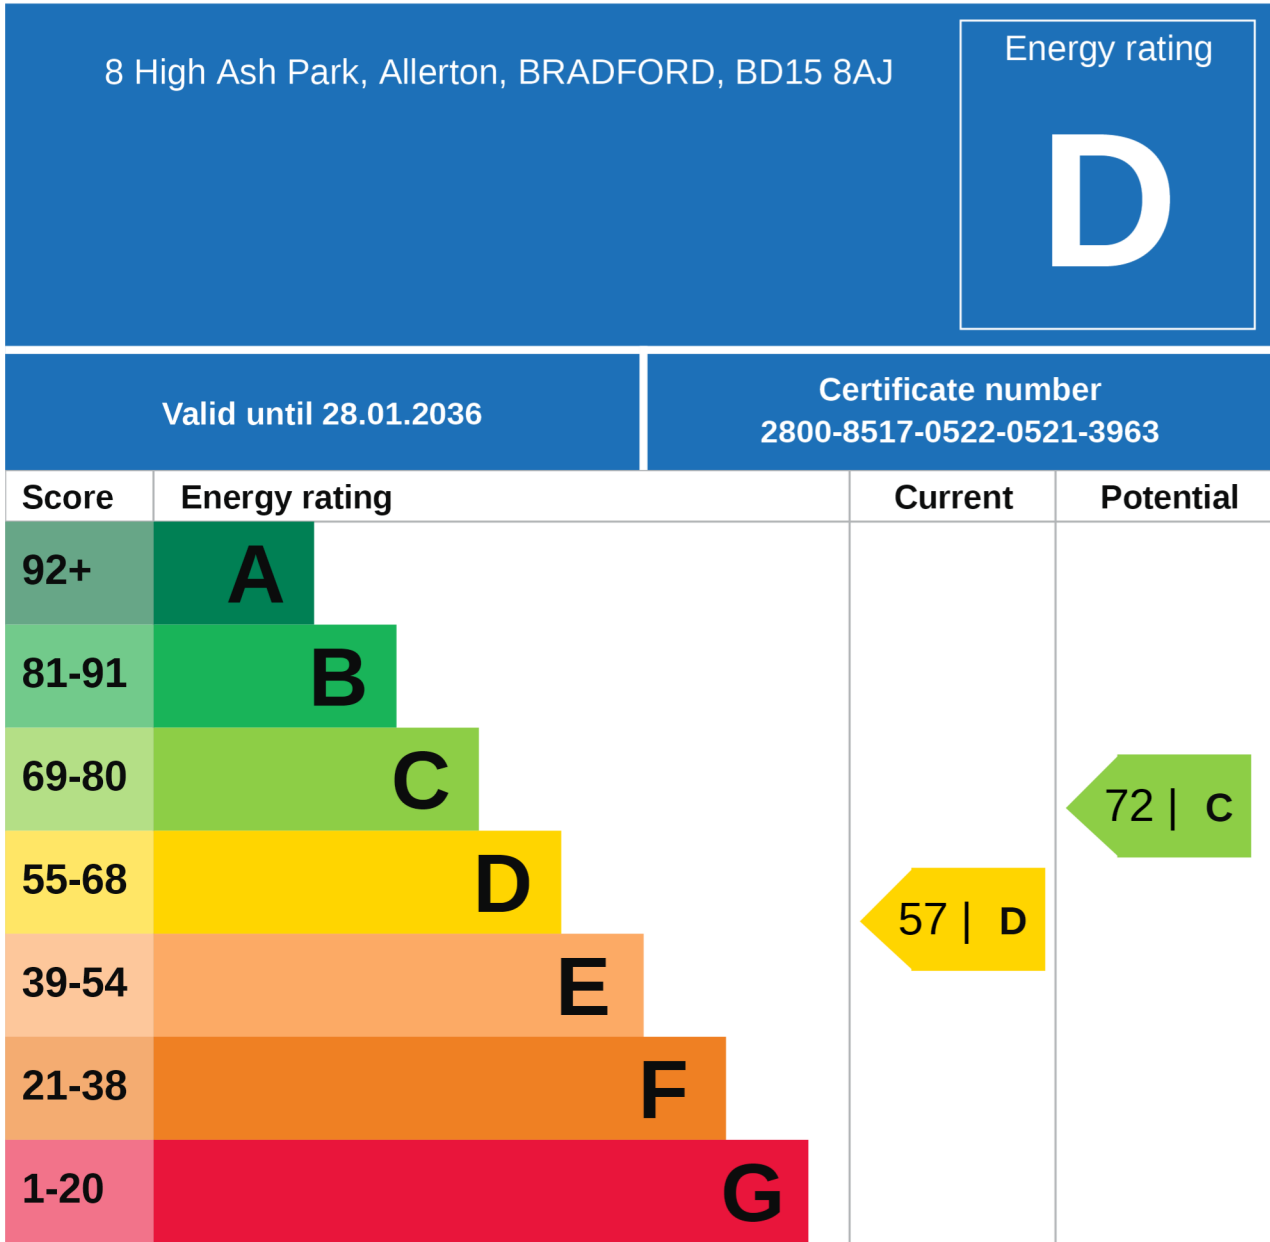 8 High Ash Park, Allerton, BRADFORD, BD15 8AJ
Energy rating
D
Valid until 28.01.2036
Certificate number
2800-8517-0522-0521-3963
Score
Energy rating
Current
Potential
92+
A
81-91
B
69-80
C
72 | C
55-68
D
57 | D
39-54
E
21-38
F
1-20
G